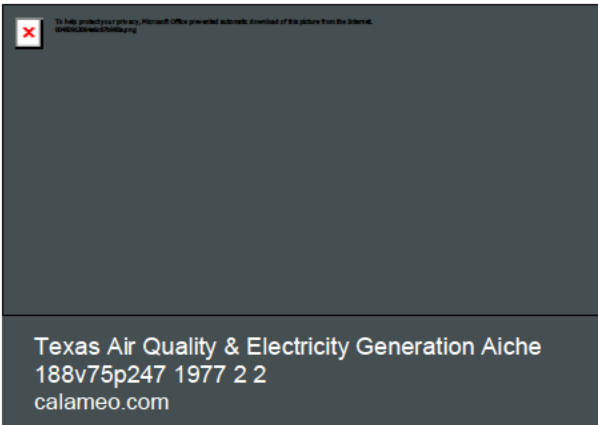 To help protect your privacy, Microsoft Office prevented automatic download of this picture from the Internet.
Texas Air Quality & Electricity Generation Aiche
188v75p247 1977 2 2
calameo.com